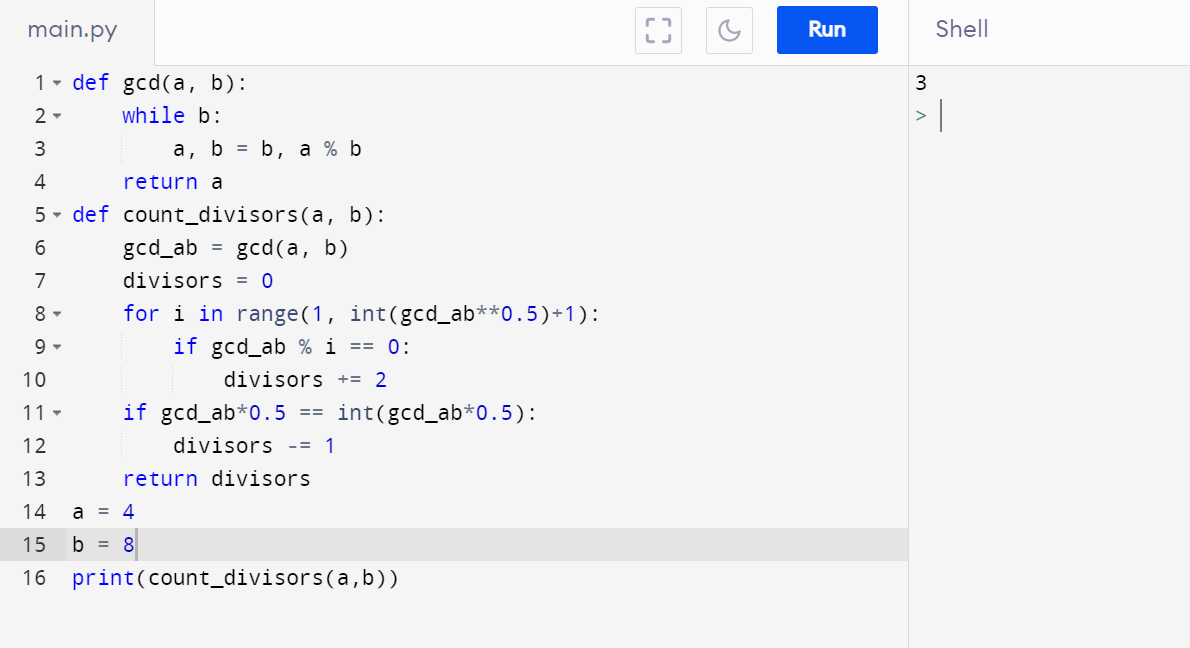 main.py
Run
Shell
1 def gcd(a, b):
2     while b:
3         a, b = b, a % b
4     return a
5 def count_divisors(a, b):
6     gcd_ab = gcd(a, b)
7     divisors = 0
8     for i in range(1, int(gcd_ab**0.5)+1):
9         if gcd_ab % i == 0:
10             divisors += 2
11     if gcd_ab*0.5 == int(gcd_ab*0.5):
12         divisors -= 1
13     return divisors
14 a = 4
15 b = 8
16 print(count_divisors(a,b))
3
>